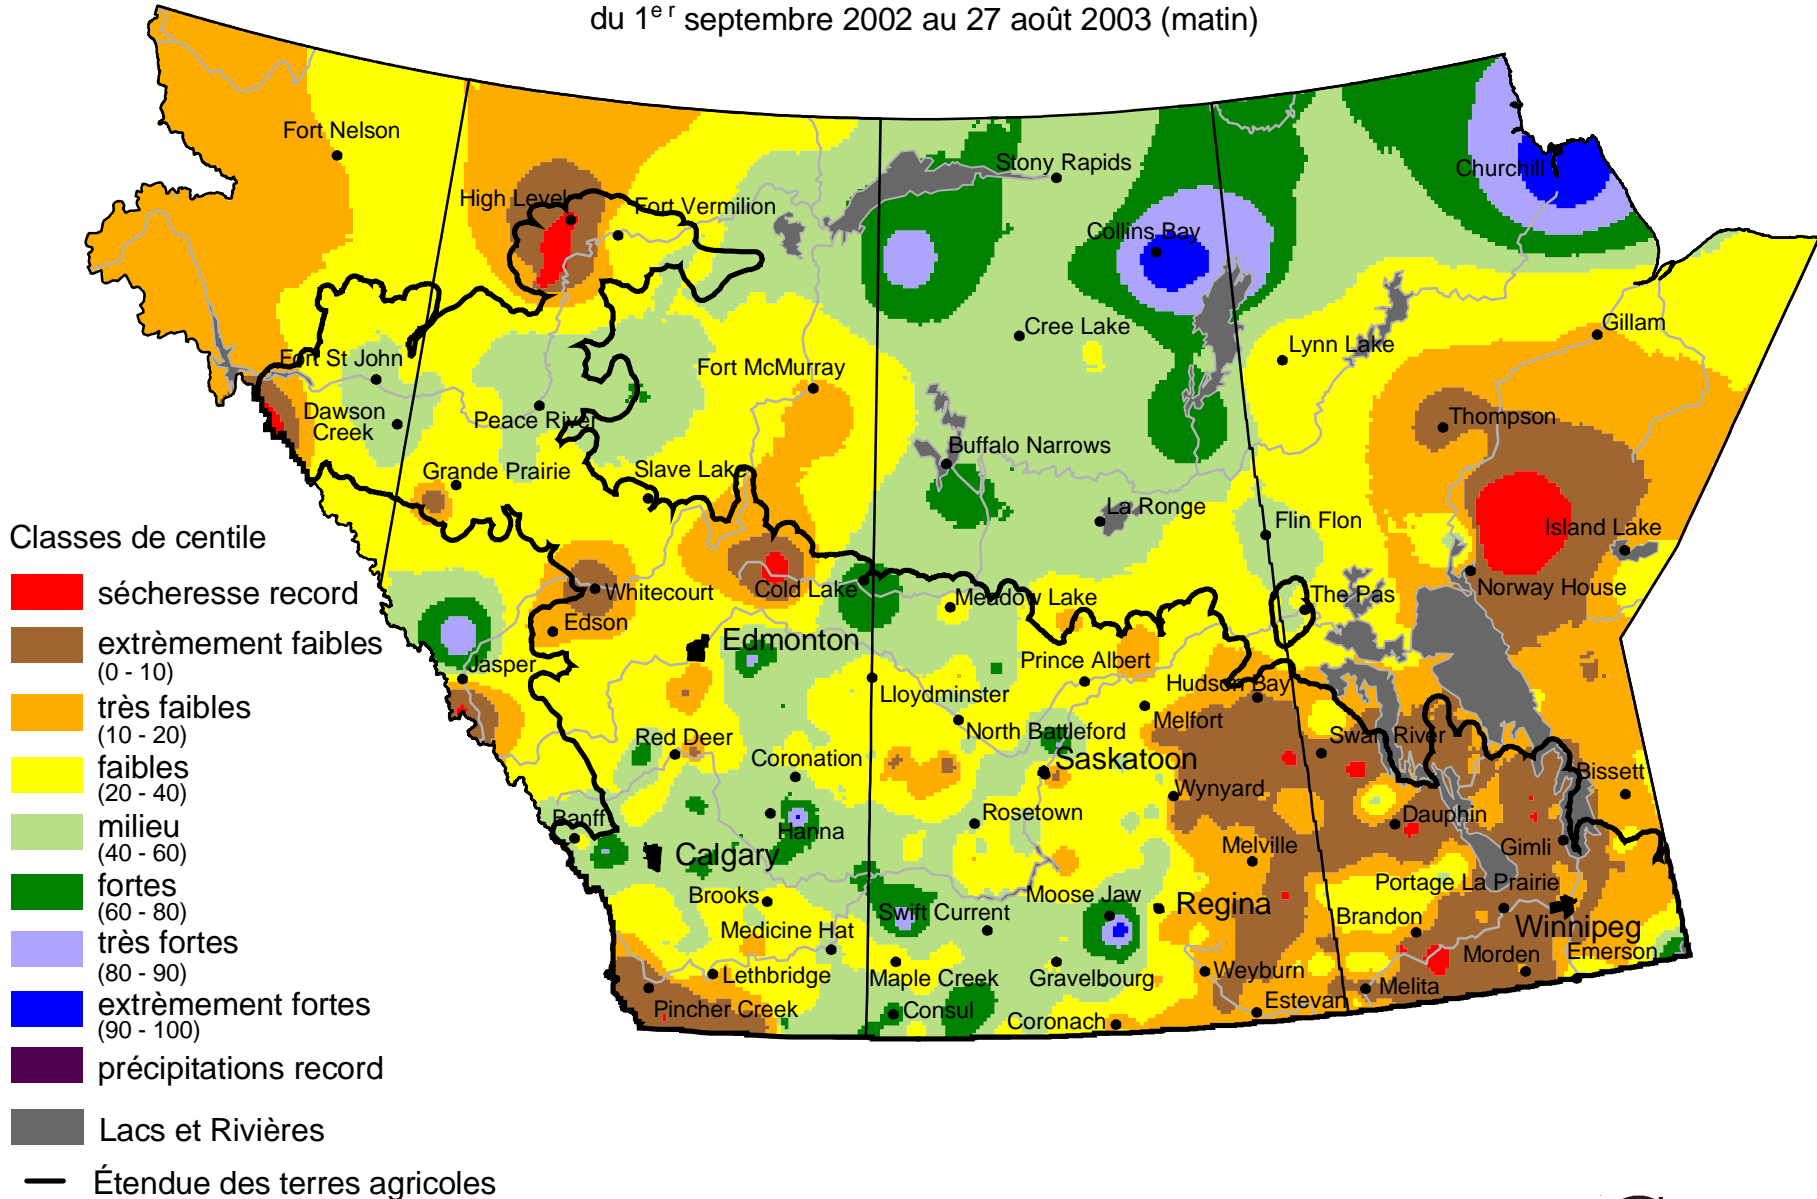 du 1er septembre 2002 au 27 août 2003 (matin)
Fort Nelson
High Level
Fort Vermilion
Stony Rapids
Churchill
Collins Bay
Fort St John
Fort McMurray
Cree Lake
Lynn Lake
Gillam
Dawson
Creek
Peace River
Thompson
Buffalo Narrows
Grande Prairie
Slave Lake
La Ronge
Flin Flon
Island Lake
Whitecourt
Cold Lake
Meadow Lake
The Pas
Norway House
Edson
Edmonton
Jasper
Prince Albert
Lloydminster
Hudson Bay
Melfort
North Battleford
Red Deer
Swan River
Coronation
Saskatoon
Bissett
Wynyard
Banff
Hanna
Rosetown
Dauphin
Calgary
Melville
Gimli
Brooks
Moose Jaw
Portage La Prairie
Swift Current
Regina
Brandon
Winnipeg
Medicine Hat
Lethbridge
Maple Creek
Gravelbourg
Weyburn
Morden
Emerson
Pincher Creek
Consul
Coronach
Estevan
Melita
Classes de centile
sécheresse record
extrèmement faibles
(0 - 10)
très faibles
(10 - 20)
faibles
(20 - 40)
milieu
(40 - 60)
fortes
(60 - 80)
très fortes
(80 - 90)
extrèmement fortes
(90 - 100)
précipitations record
Lacs et Rivières
Étendue des terres agricoles